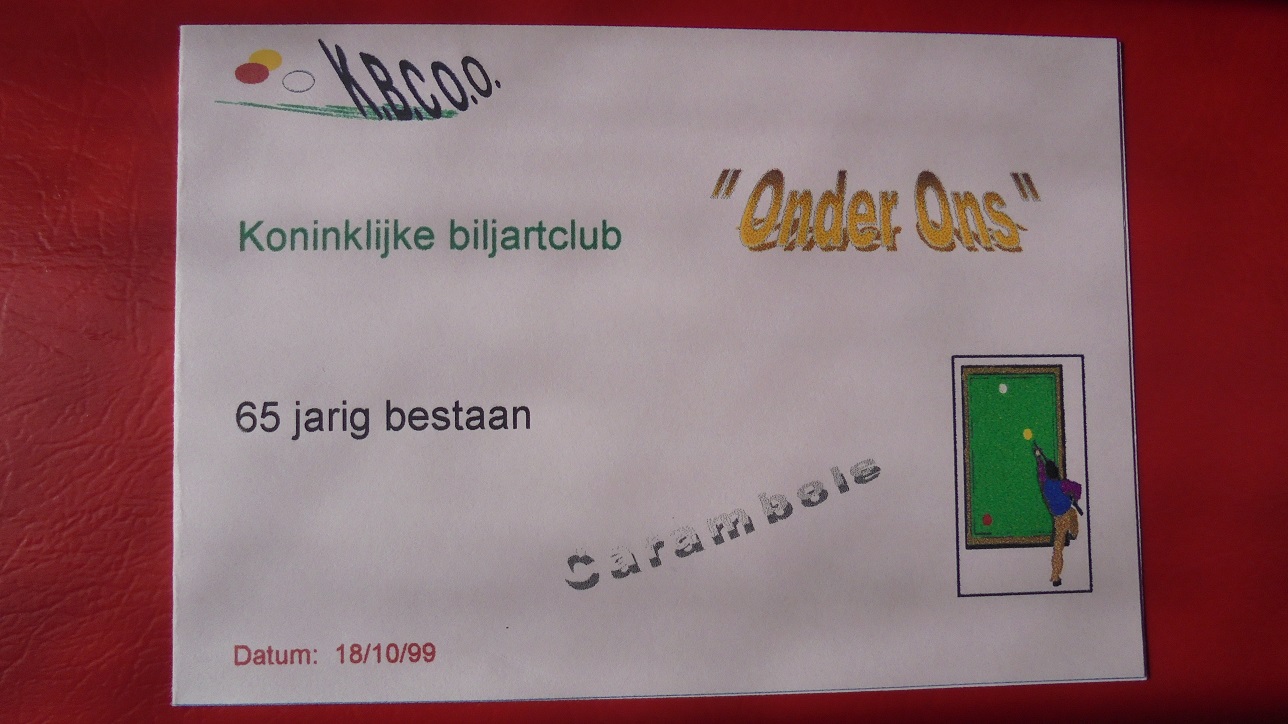 K.B.C.O.O.
"Onder Ons"
Koninklijke biljartclub
65 jarig bestaan
Carambole
Datum: 18/10/99